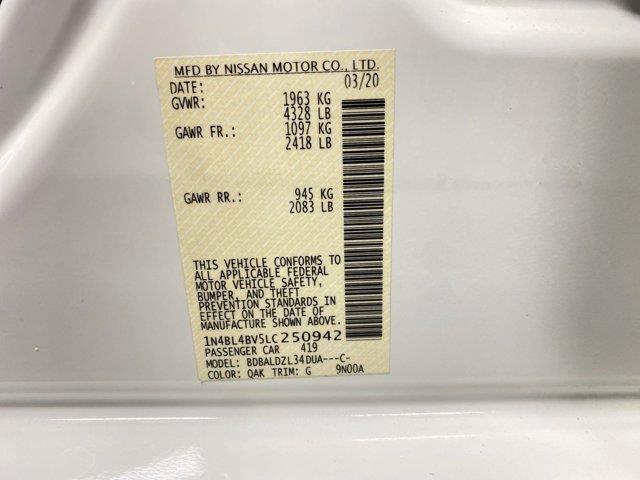 MFD BY NISSAN MOTOR CO., LTD.
DATE: 03/20
GVWR: 1963 KG
4328 LB
GAWR FR.: 1097 KG
2418 LB
GAWR RR.: 945 KG
2083 LB
THIS VEHICLE CONFORMS TO
ALL APPLICABLE FEDERAL
MOTOR VEHICLE SAFETY,
BUMPER, AND THEFT
PREVENTION STANDARDS IN
EFFECT ON THE DATE OF
MANUFACTURE SHOWN ABOVE.
1N4BL4BV5LC250942
PASSENGER CAR 419
MODEL: BDBALDZL34DUA---C-
COLOR: QAK TRIM: G 9N00A